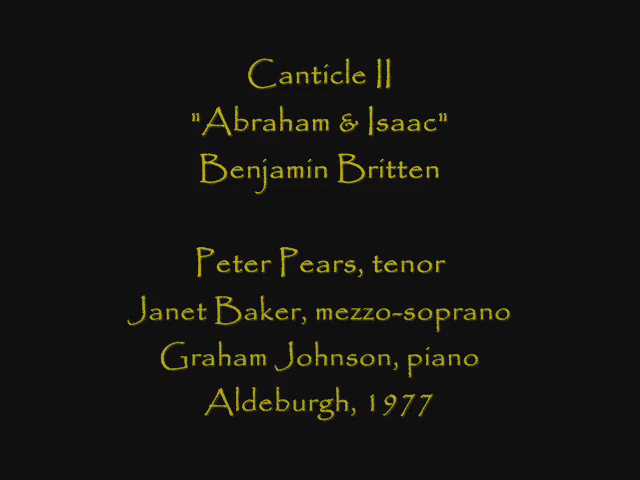 Canticle II
"Abraham & Isaac"
Benjamin Britten
Peter Pears, tenor
Janet Baker, mezzo-soprano
Graham Johnson, piano
Aldeburgh, 1977